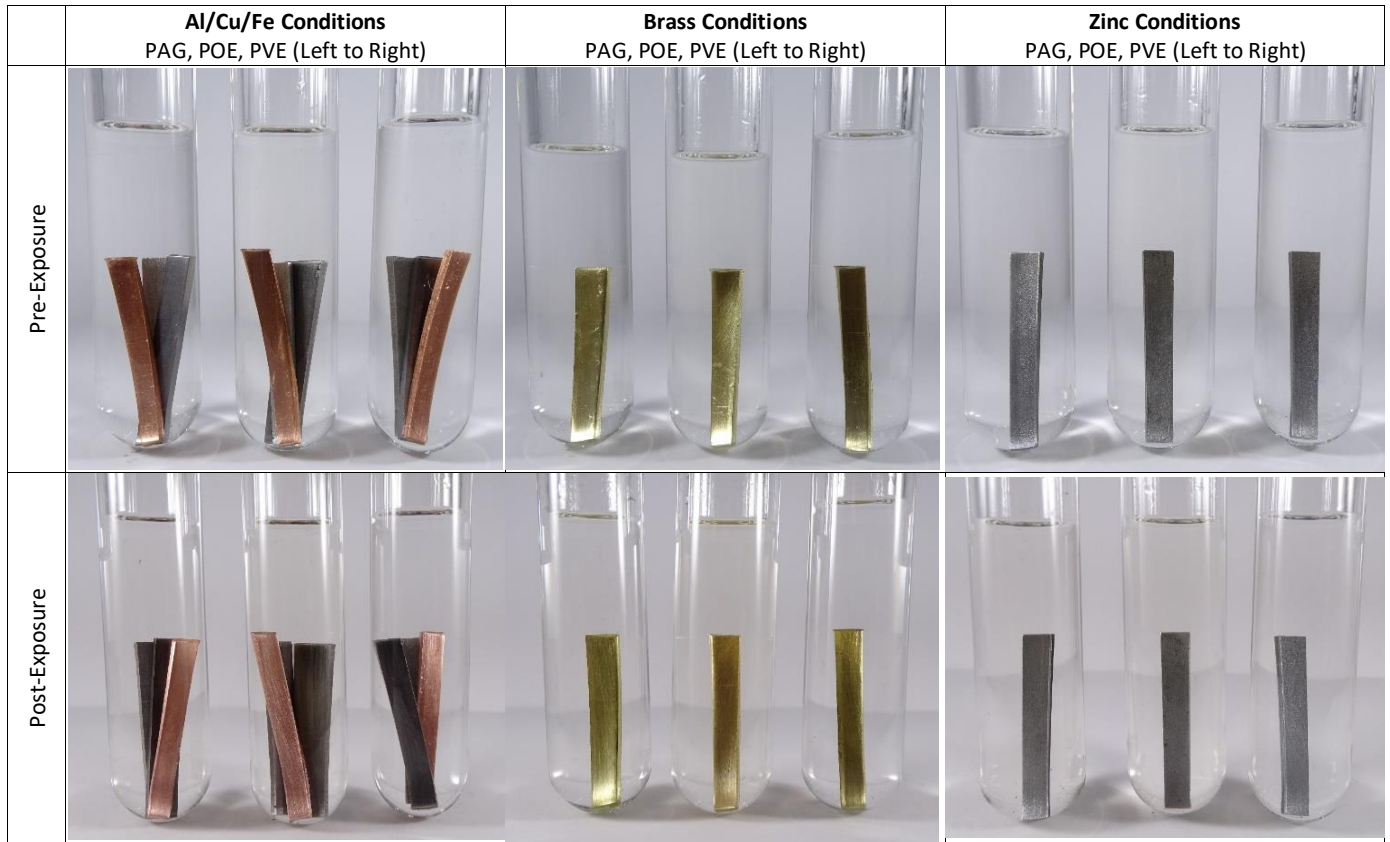 Al/Cu/Fe Conditions
PAG, POE, PVE (Left to Right)
Brass Conditions
PAG, POE, PVE (Left to Right)
Zinc Conditions
PAG, POE, PVE (Left to Right)
Pre-Exposure
Post-Exposure